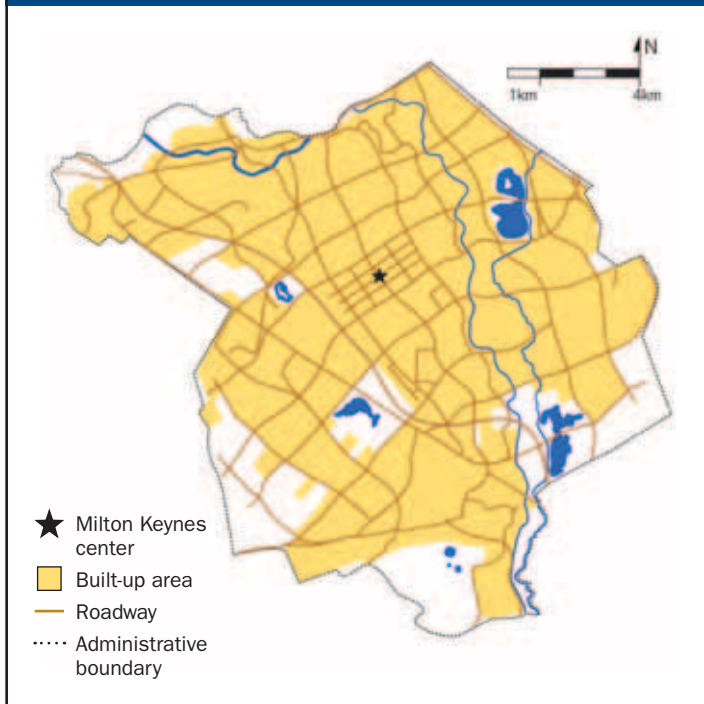 N
1km 4km
Milton Keynes
center
Built-up area
Roadway
Administrative
boundary